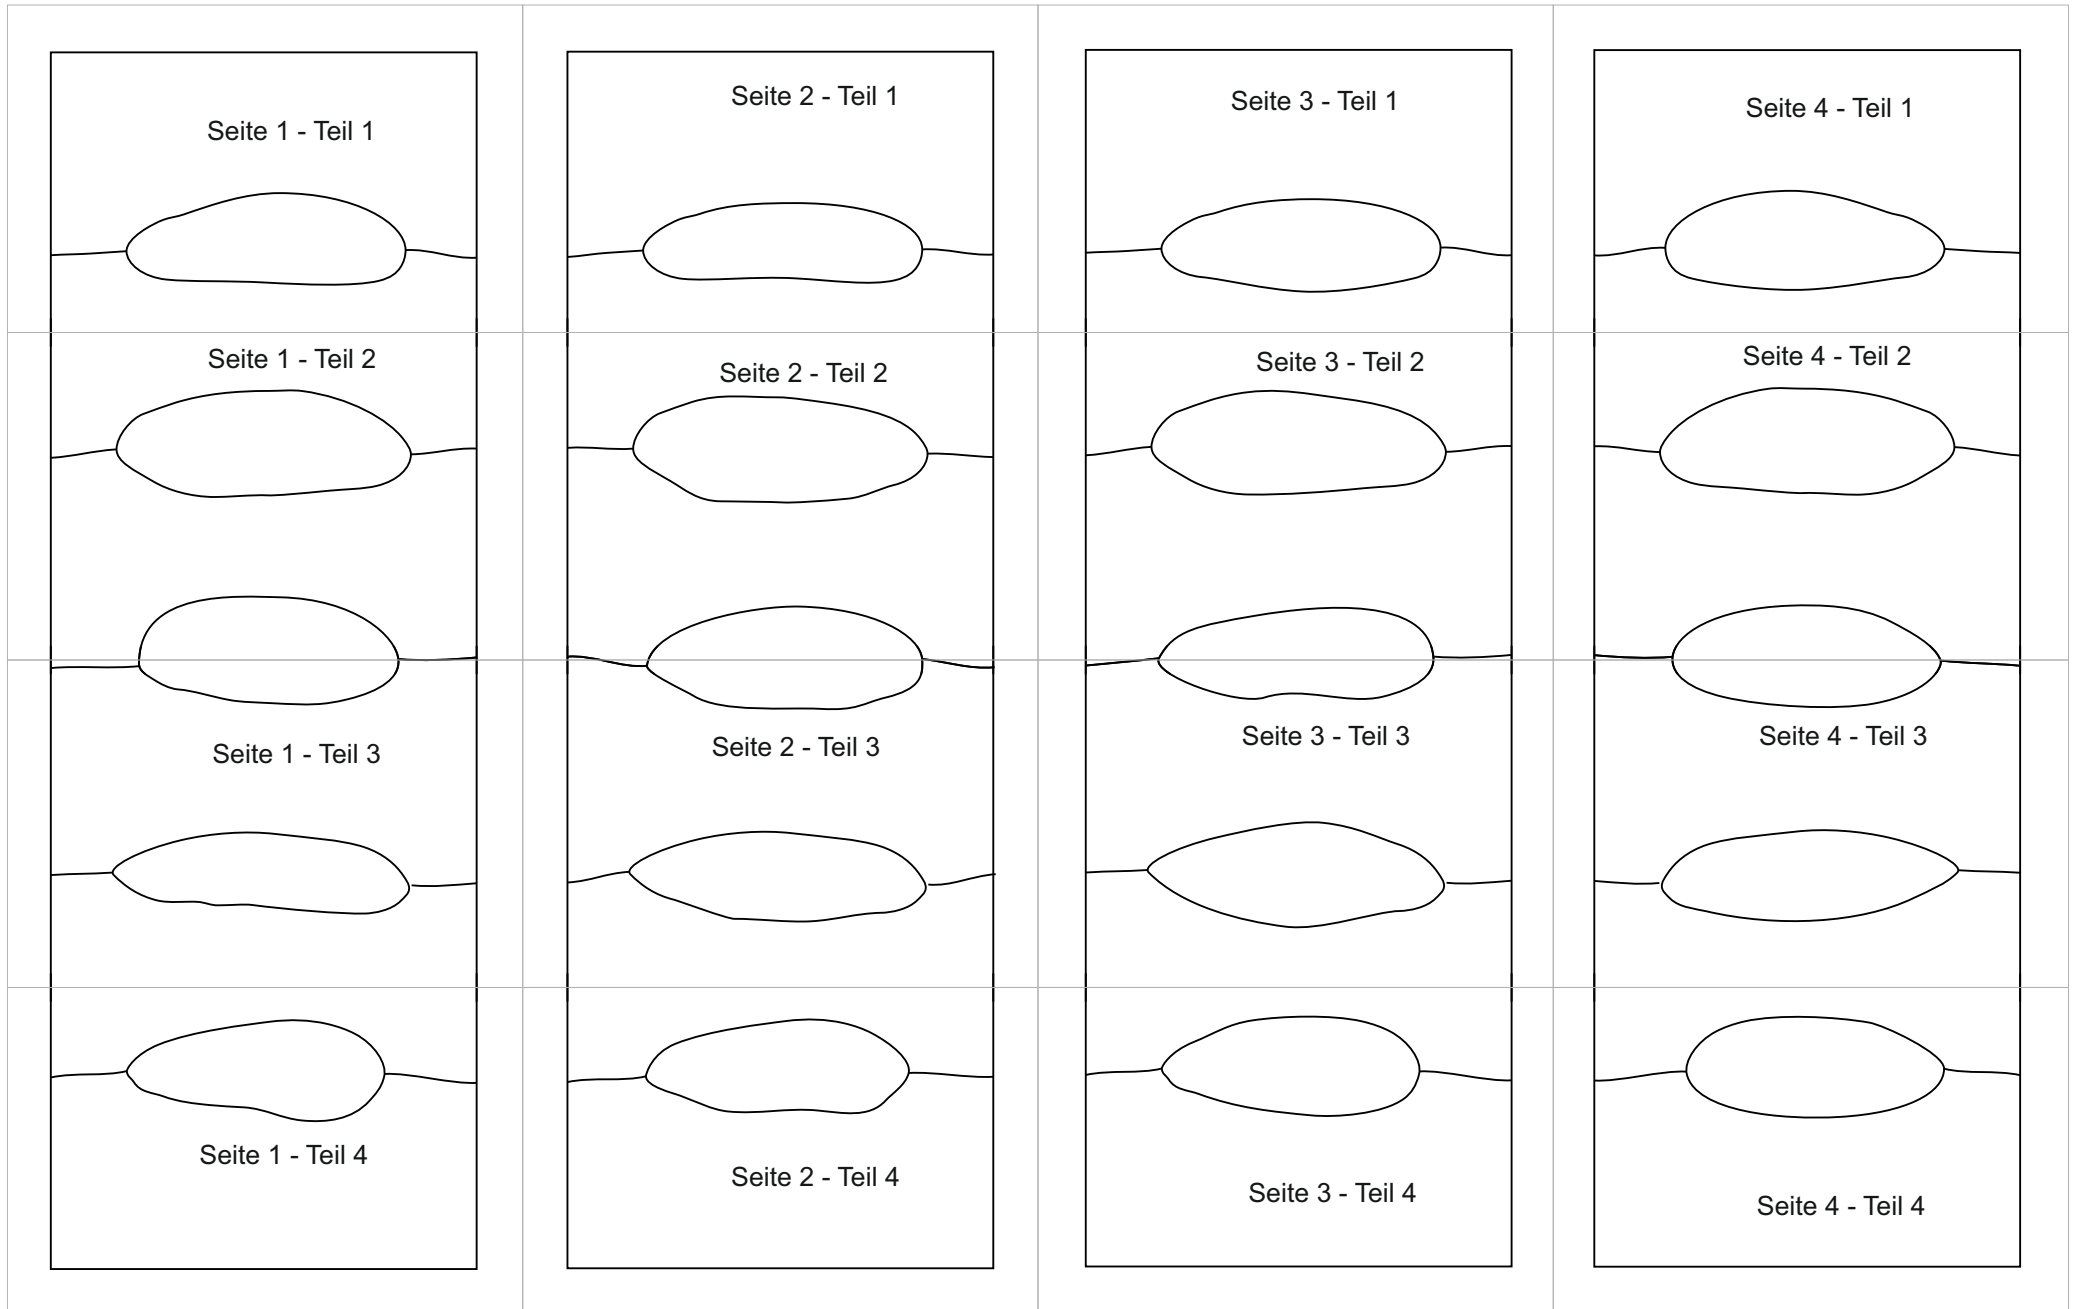 Seite 1 - Teil 1
Seite 2 - Teil 1
Seite 3 - Teil 1
Seite 4 - Teil 1
Seite 1 - Teil 2
Seite 2 - Teil 2
Seite 3 - Teil 2
Seite 4 - Teil 2
Seite 1 - Teil 3
Seite 2 - Teil 3
Seite 3 - Teil 3
Seite 4 - Teil 3
Seite 1 - Teil 4
Seite 2 - Teil 4
Seite 3 - Teil 4
Seite 4 - Teil 4